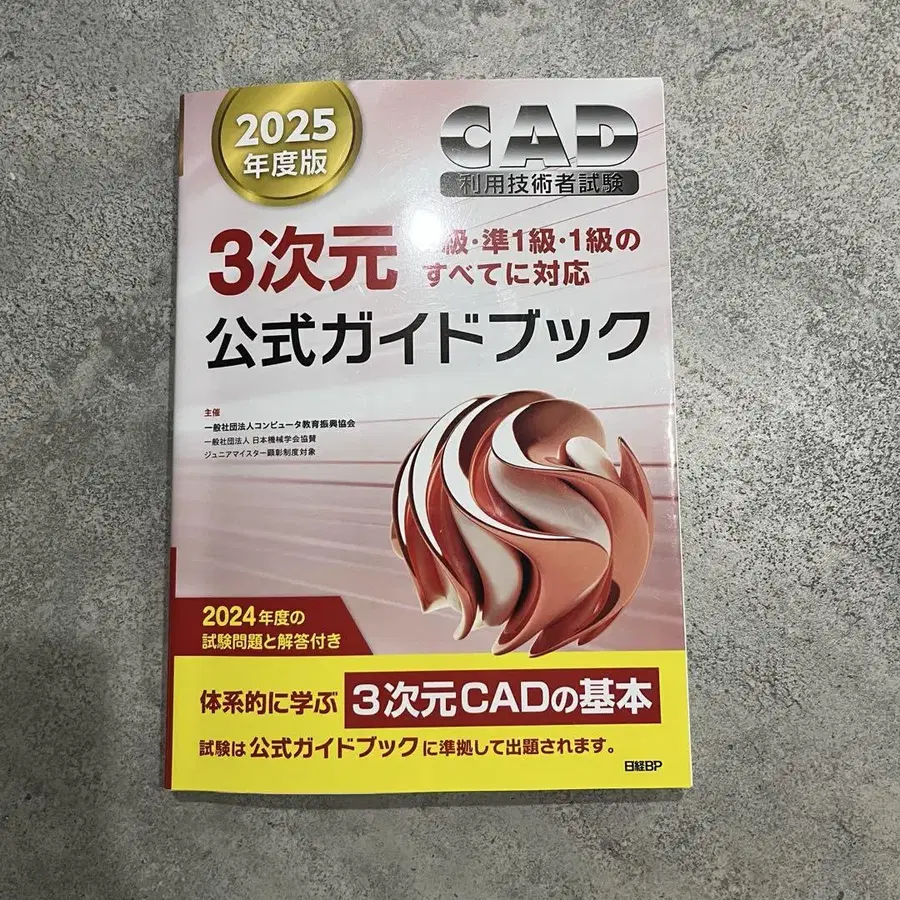 2025
年度版
CAD
利用技術者試験
3次元
級・準1級・1級の
すべてに対応
公式ガイドブック
主催
一般社団法人コンピュータ教育振興協会
一般社団法人 日本機械学会協賛
ジュニアマイスター顕彰制度対象
2024年度の
試験問題と解答付き
体系的に学ぶ 3次元CADの基本
試験は公式ガイドブックに準拠して出題されます。
日経BP